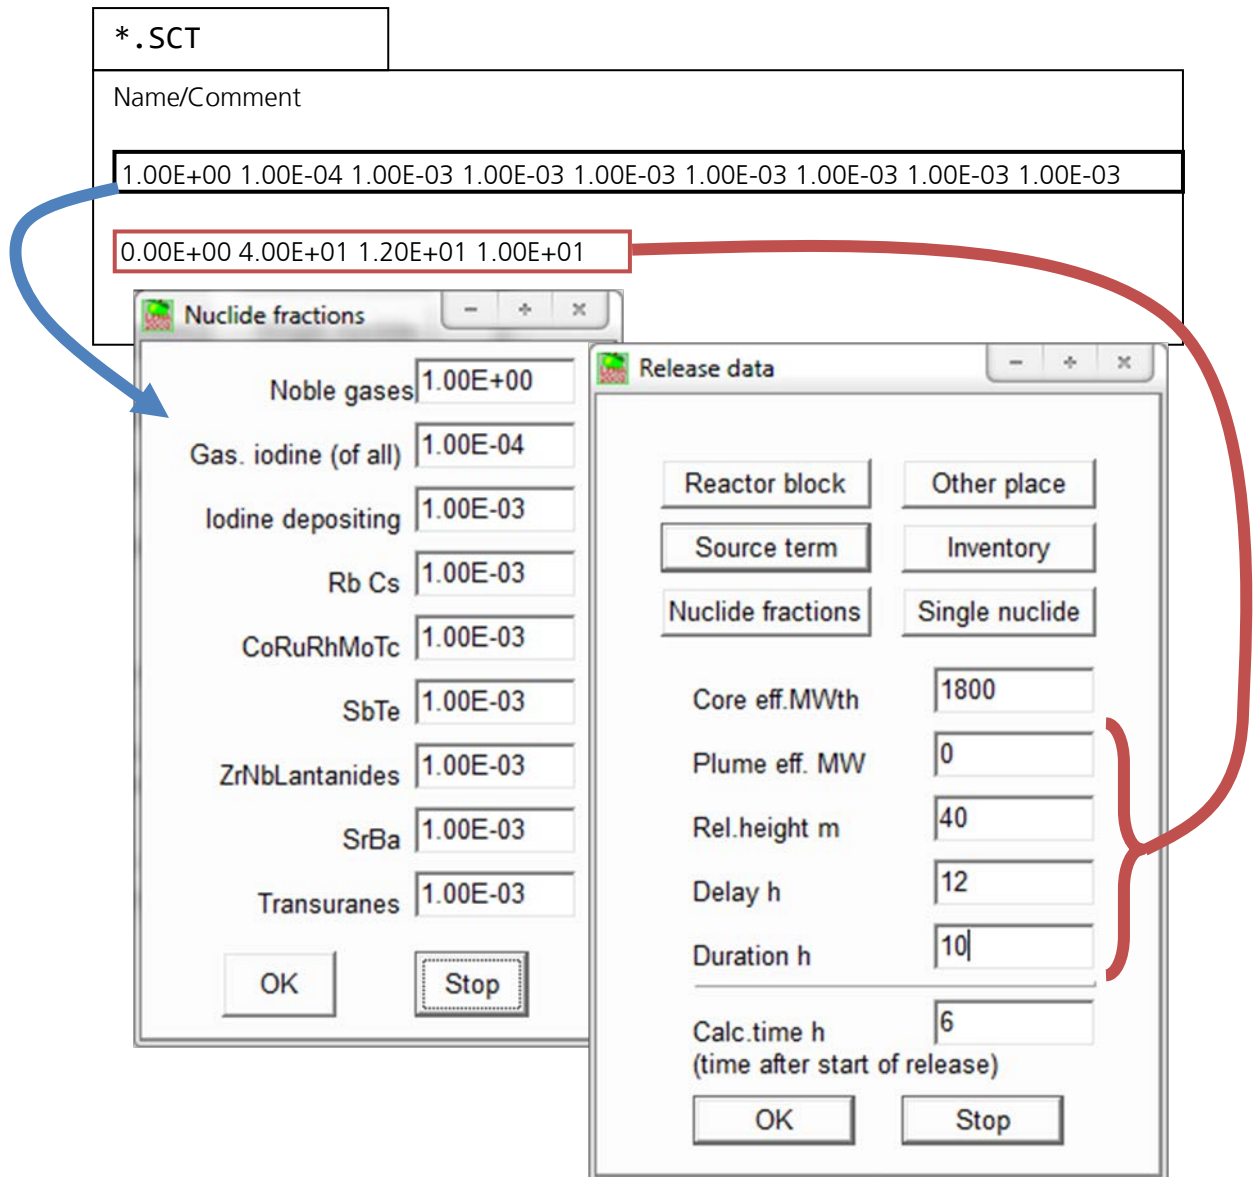 *.SCT
Name/Comment
1.00E+00 1.00E-04 1.00E-03 1.00E-03 1.00E-03 1.00E-03 1.00E-03 1.00E-03 1.00E-03
0.00E+00 4.00E+01 1.20E+01 1.00E+01
Nuclide fractions
Noble gases 1.00E+00
Gas. iodine (of all) 1.00E-04
Iodine depositing 1.00E-03
Rb Cs 1.00E-03
CoRuRhMoTc 1.00E-03
SbTe 1.00E-03
ZrNbLantanides 1.00E-03
SrBa 1.00E-03
Transuranes 1.00E-03
OK Stop
Release data
Reactor block Other place
Source term Inventory
Nuclide fractions Single nuclide
Core eff.MWth 1800
Plume eff. MW 0
Rel.height m 40
Delay h 12
Duration h 10
Calc.time h 6
(time after start of release)
OK Stop